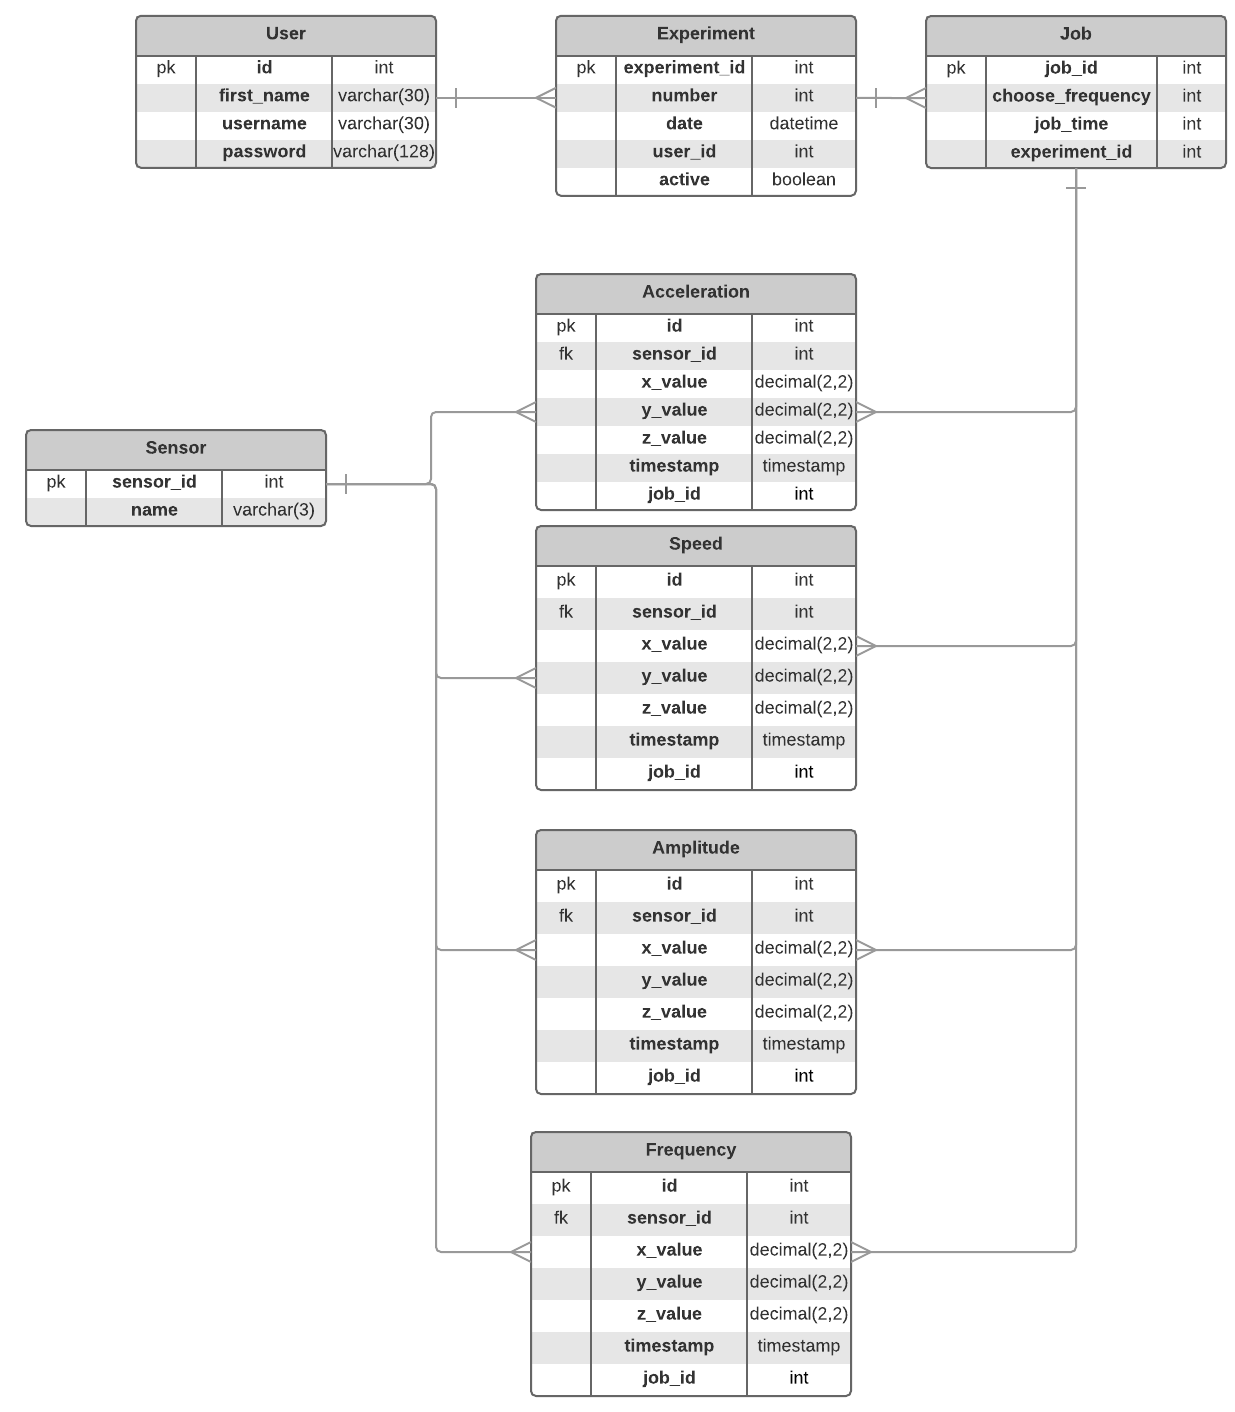 User
pk id int
first_name varchar(30)
username varchar(30)
password varchar(128)
Experiment
pk experiment_id int
number int
date datetime
user_id int
active boolean
Job
pk job_id int
choose_frequency int
job_time int
experiment_id int
Acceleration
pk id int
fk sensor_id int
x_value decimal(2,2)
y_value decimal(2,2)
z_value decimal(2,2)
timestamp timestamp
job_id int
Sensor
pk sensor_id int
name varchar(3)
Speed
pk id int
fk sensor_id int
x_value decimal(2,2)
y_value decimal(2,2)
z_value decimal(2,2)
timestamp timestamp
job_id int
Amplitude
pk id int
fk sensor_id int
x_value decimal(2,2)
y_value decimal(2,2)
z_value decimal(2,2)
timestamp timestamp
job_id int
Frequency
pk id int
fk sensor_id int
x_value decimal(2,2)
y_value decimal(2,2)
z_value decimal(2,2)
timestamp timestamp
job_id int